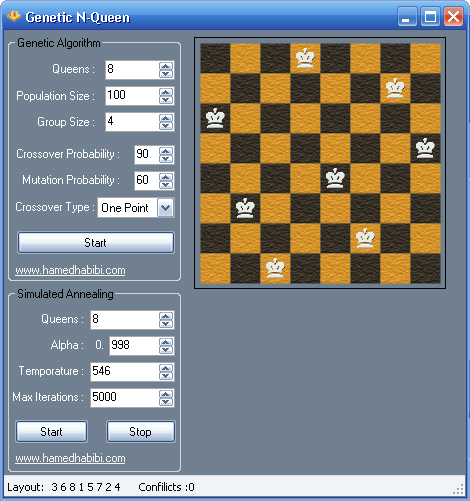 Genetic N-Queen
Genetic Algorithm
Queens : 8
Population Size : 100
Group Size : 4
Crossover Probability : 90
Mutation Probability : 60
Crossover Type : One Point
Start
www.hamedhabibi.com
Simulated Annealing
Queens : 8
Alpha : 0. 998
Temporature : 546
Max Iterations : 5000
Start Stop
www.hamedhabibi.com
Layout: 3 6 8 1 5 7 2 4 Confilicts :0